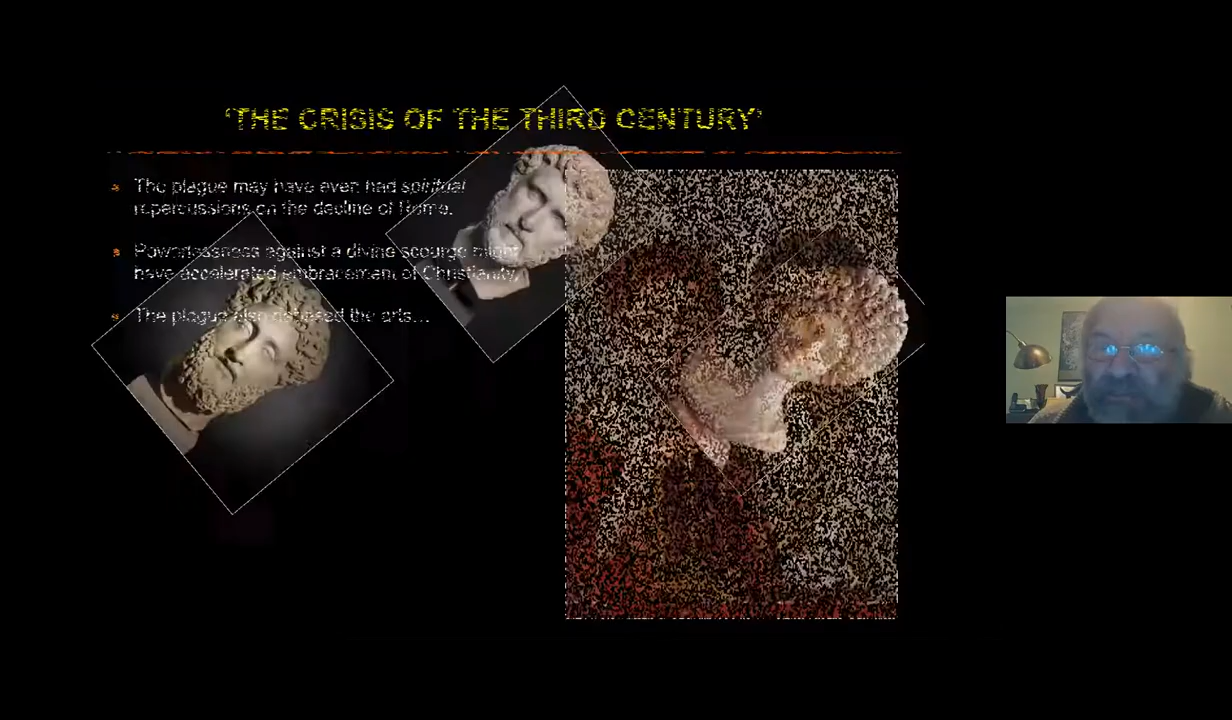 ‘THE CRISIS OF THE THIRD CENTURY’
The plague may have even had spiritual
repercussions on the decline of Rome.
Powerlessness against a divine scourge might
have accelerated embracement of Christianity.
The plague also the arts…